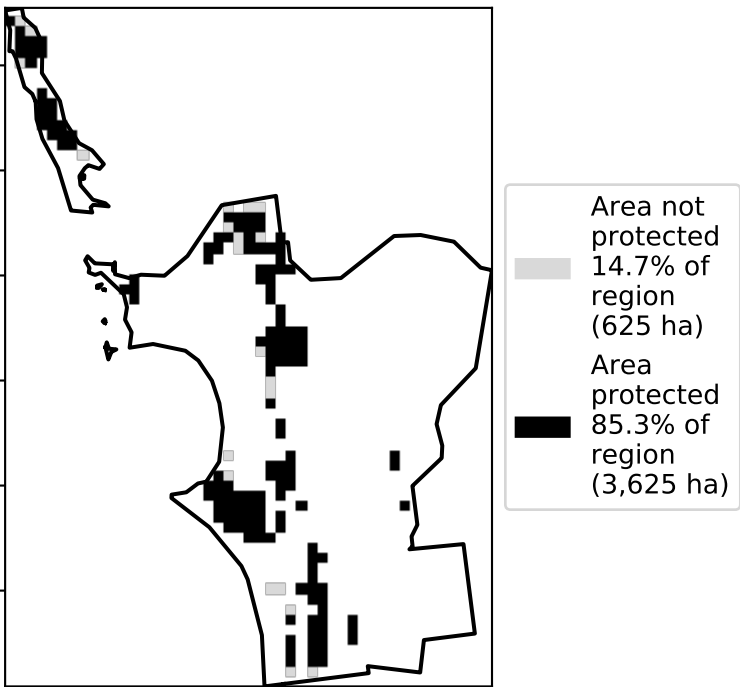 Area not
protected
14.7% of
region
(625 ha)
Area
protected
85.3% of
region
(3,625 ha)